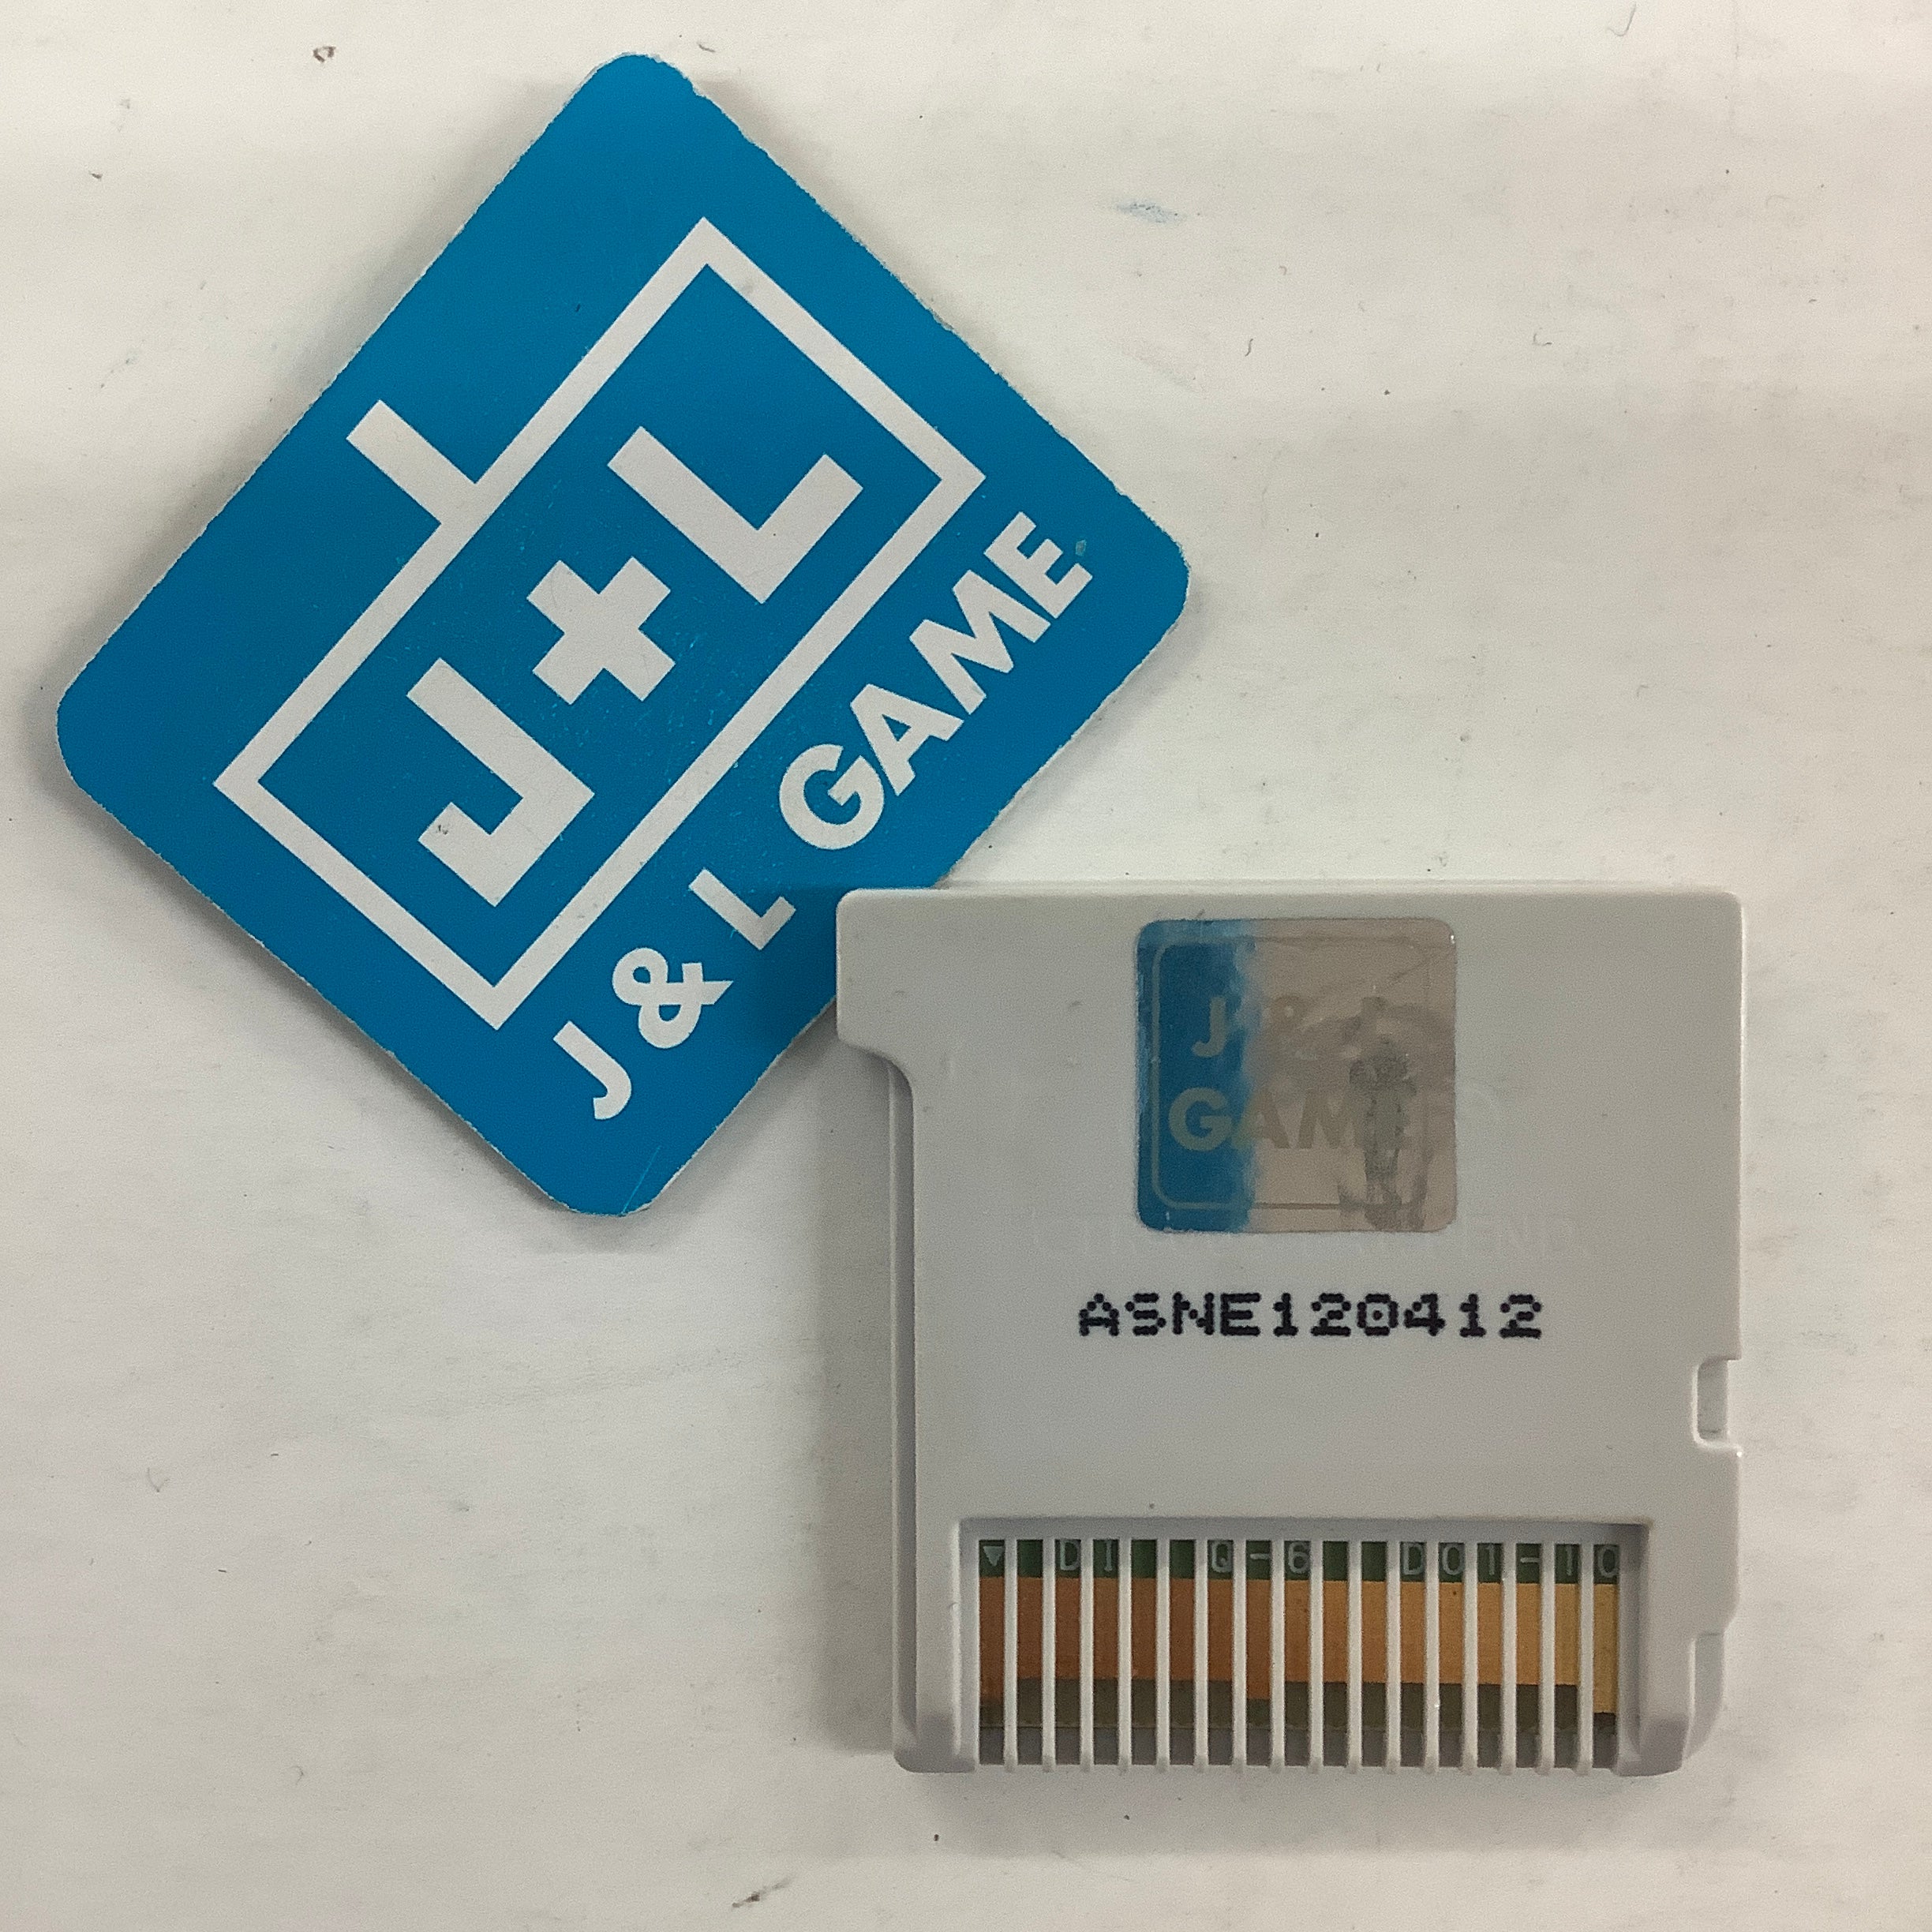 J+L
J & L GAME
J & L
GAME
ASNE120412
▼ DI Q-6 D01-10